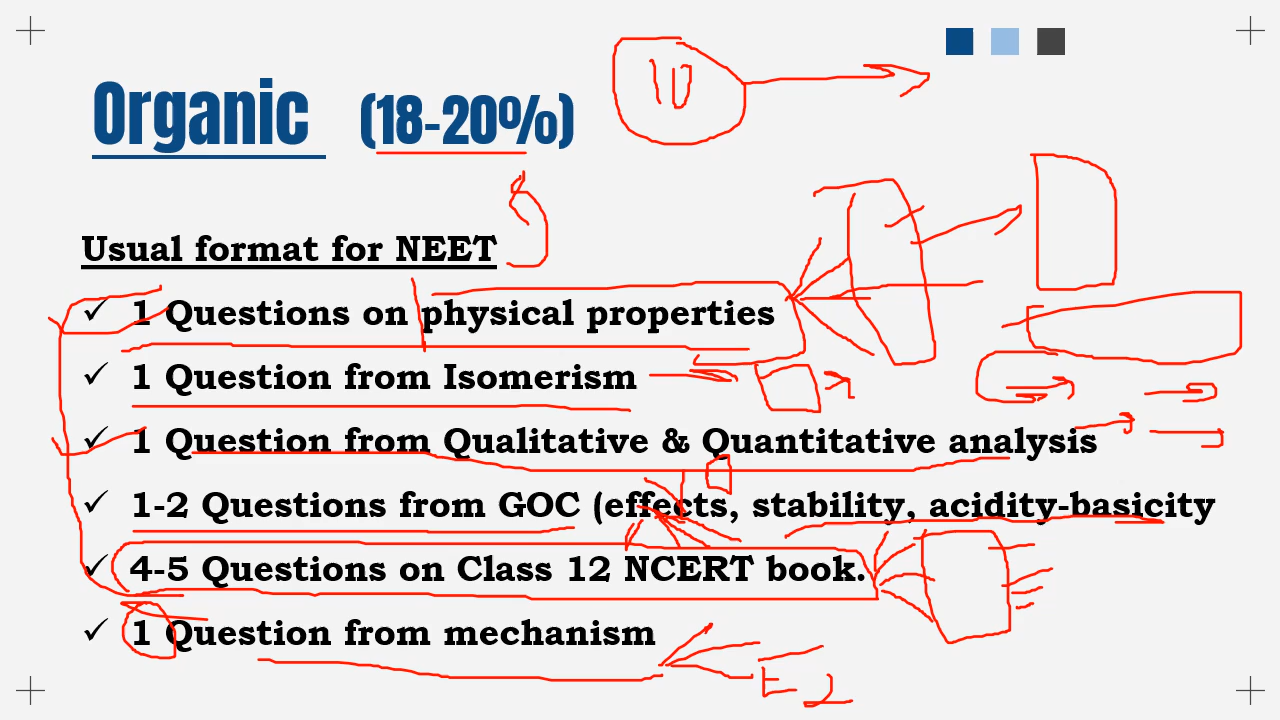 Organic (18-20%)
Usual format for NEET
✓ 1 Questions on physical properties
✓ 1 Question from Isomerism
✓ 1 Question from Qualitative & Quantitative analysis
✓ 1-2 Questions from GOC (effects, stability, acidity-basicity
✓ 4-5 Questions on Class 12 NCERT book.
✓ 1 Question from mechanism